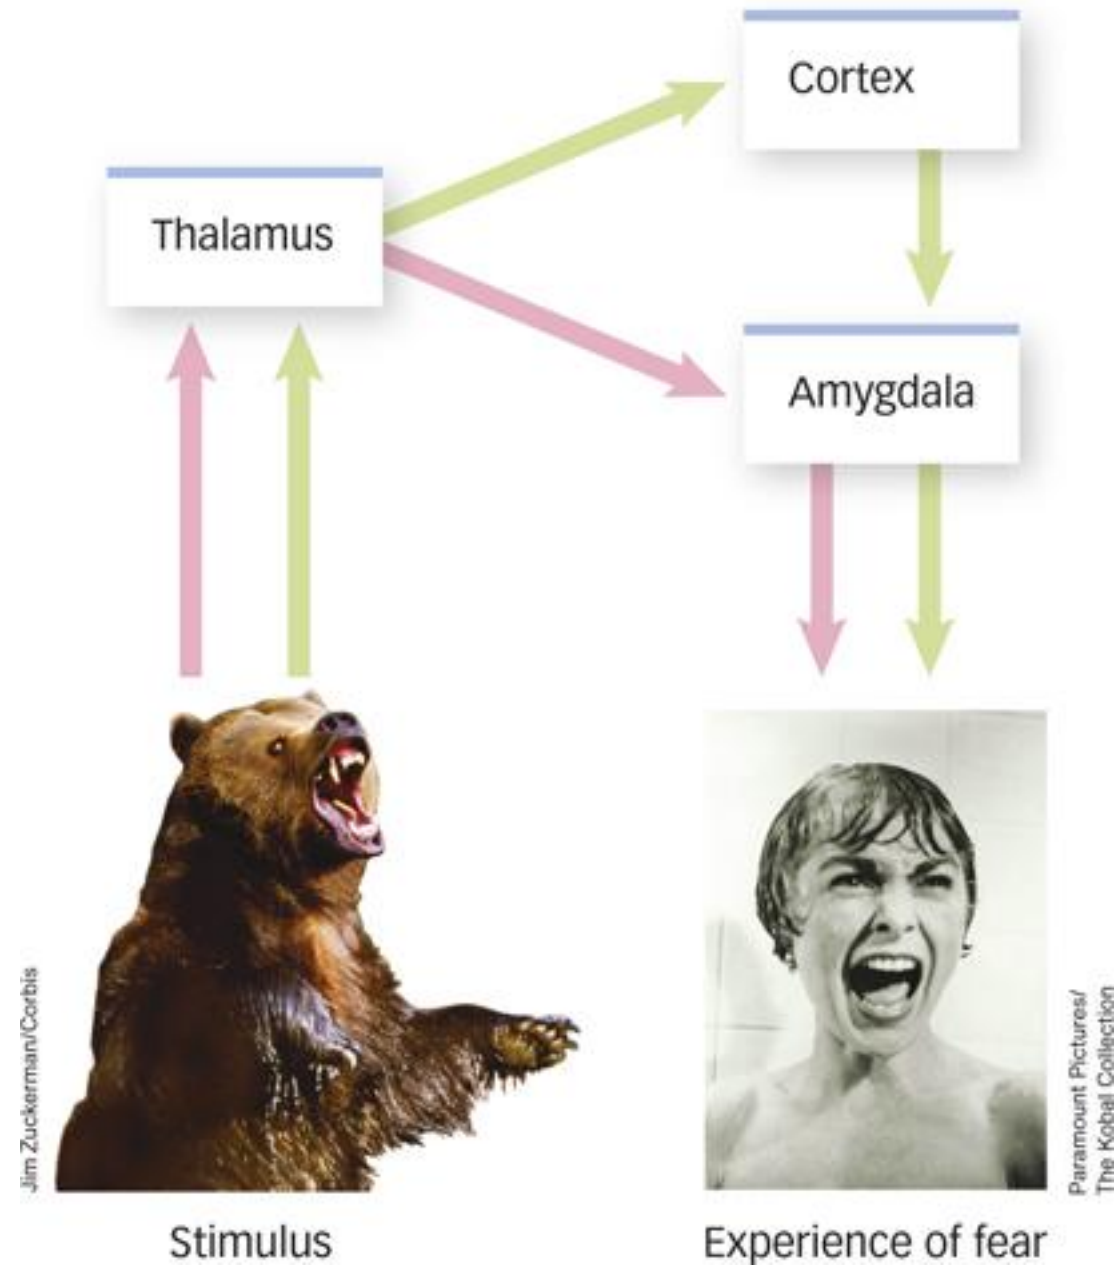 Cortex
Thalamus
Amygdala
Jim Zuckerman/Corbis
Paramount Pictures/
The Kobal Collection
Stimulus
Experience of fear